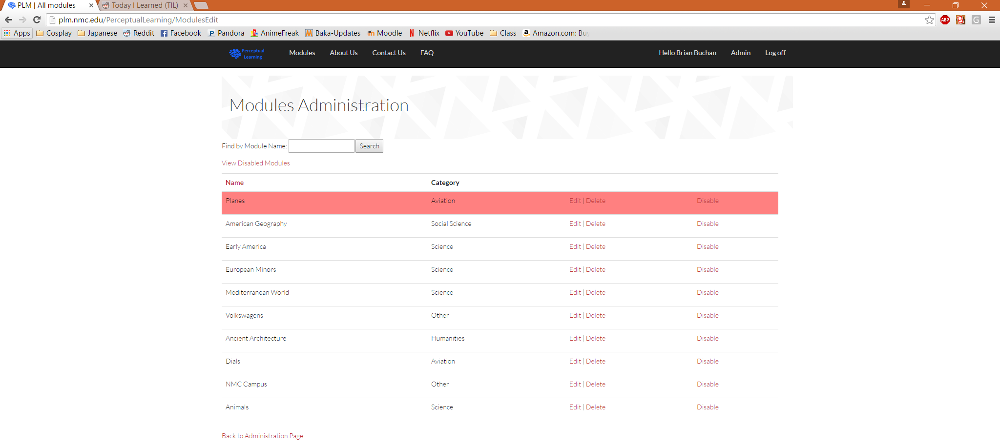 PLM | All modules
Today I Learned (TIL)
plm.nmc.edu/PerceptualLearning/ModulesEdit
ABP
G
Apps Cosplay Japanese Reddit Facebook Pandora AnimeFreak Baka-Updates Moodle Netflix YouTube Class Amazon.com: Buy
Perceptual
Learning
Modules About Us Contact Us FAQ Hello Brian Buchan Admin Log off
Modules Administration
Find by Module Name: Search
View Disabled Modules
Name Category
Planes Aviation Edit | Delete Disable
American Geography Social Science Edit | Delete Disable
Early America Science Edit | Delete Disable
European Minors Science Edit | Delete Disable
Mediterranean World Science Edit | Delete Disable
Volkswagens Other Edit | Delete Disable
Ancient Architecture Humanities Edit | Delete Disable
Dials Aviation Edit | Delete Disable
NMC Campus Other Edit | Delete Disable
Animals Science Edit | Delete Disable
Back to Administration Page